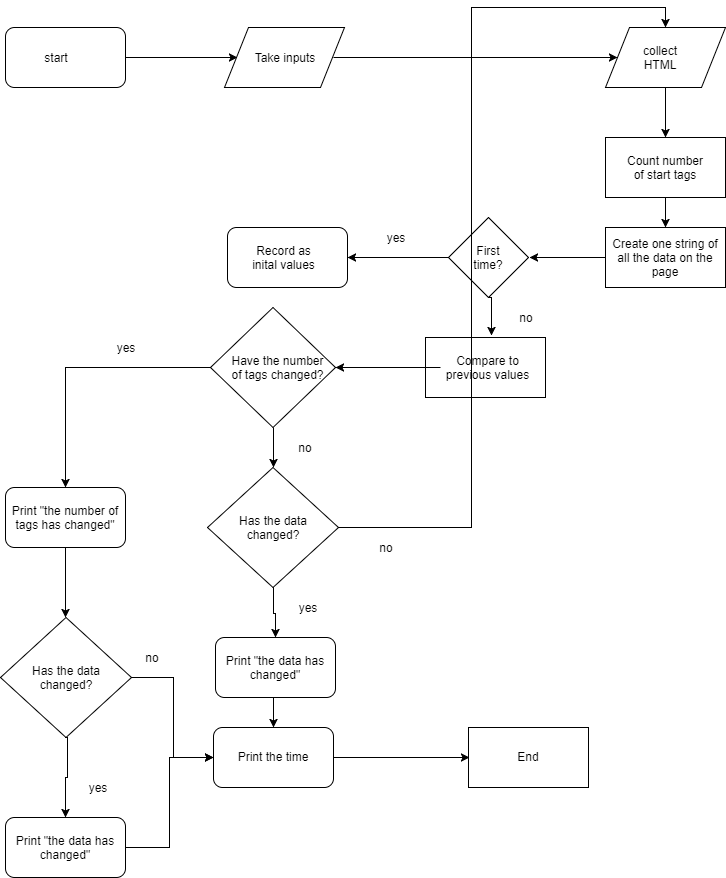 start
Take inputs
collect
HTML
Count number
of start tags
Create one string of
all the data on the
page
First
time?
yes
Record as
inital values
no
Compare to
previous values
Have the number
of tags changed?
yes
no
Print "the number of
tags has changed"
Has the data
changed?
no
yes
Print "the data has
changed"
Has the data
changed?
no
yes
Print "the data has
changed"
Print the time
End